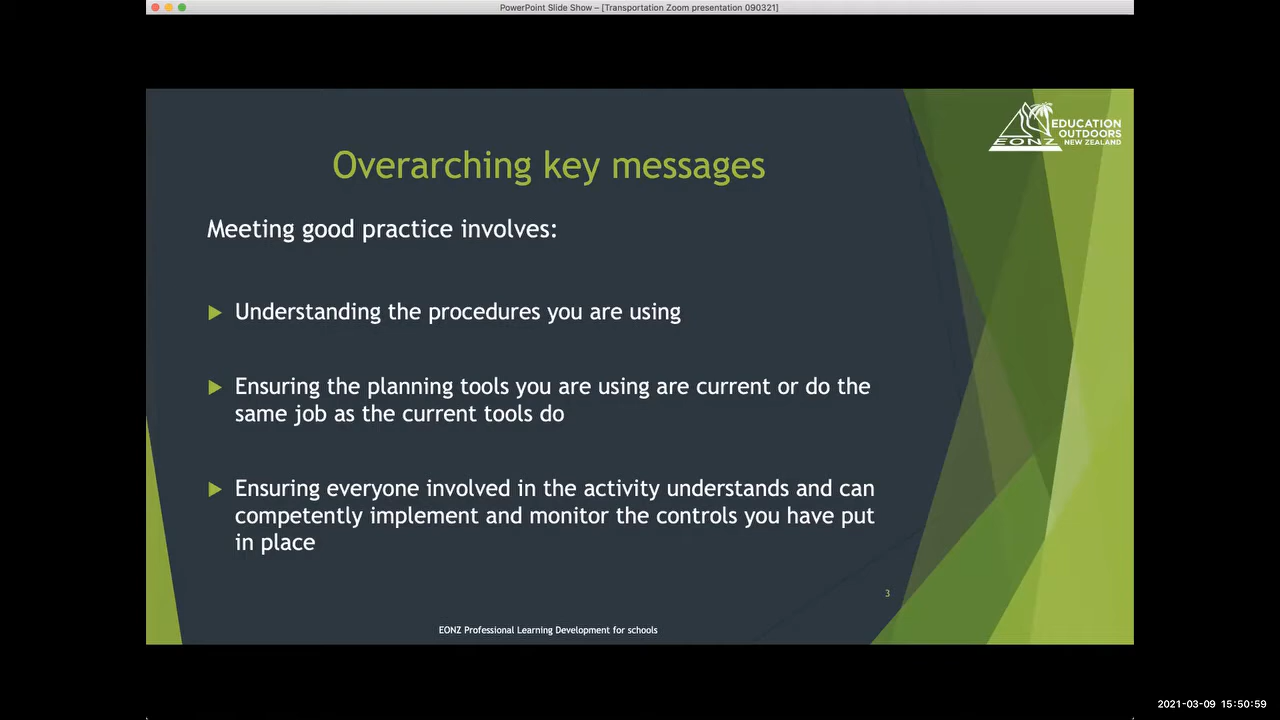 PowerPoint Slide Show – [Transportation Zoom presentation 090321]
EDUCATION
OUTDOORS
NEW ZEALAND
EONZ
Overarching key messages
Meeting good practice involves:
Understanding the procedures you are using
Ensuring the planning tools you are using are current or do the
same job as the current tools do
Ensuring everyone involved in the activity understands and can
competently implement and monitor the controls you have put
in place
3
EONZ Professional Learning Development for schools
2021-03-09 15:50:59